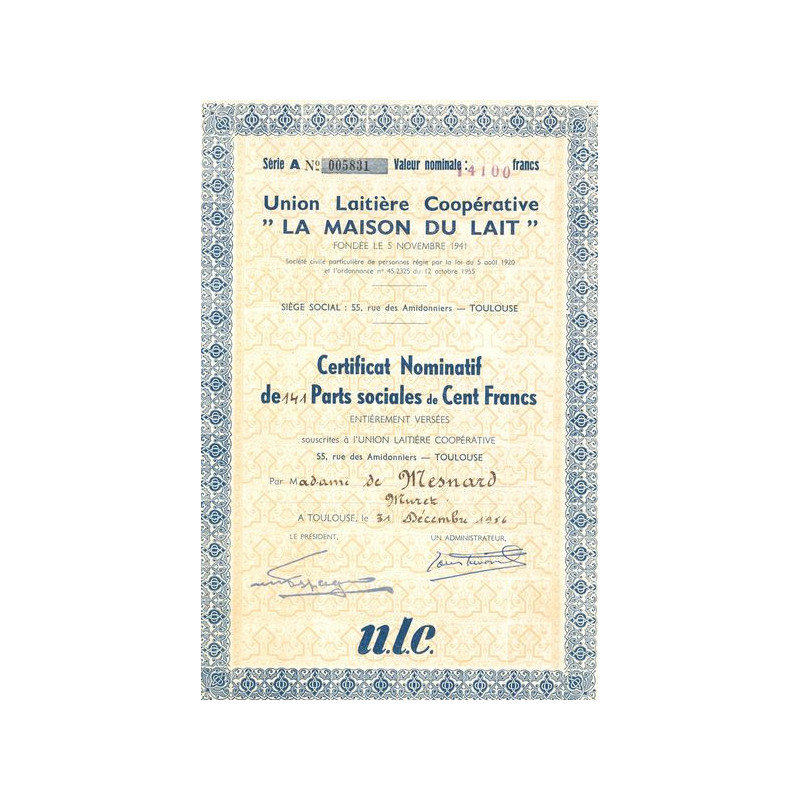 Série A Nº 005831 Valeur nominale : 14100 francs
Union Laitière Coopérative
" LA MAISON DU LAIT "
FONDÉE LE 5 NOVEMBRE 1941
Société civile particulière de personnes régie par la loi du 5 août 1920
et l'ordonnance nº 45.2325 du 12 octobre 1955
SIÈGE SOCIAL : 55, rue des Amidonniers — TOULOUSE
Certificat Nominatif
de 141 Parts sociales de Cent Francs
ENTIÈREMENT VERSÉES
souscrites à l'UNION LAITIÈRE COOPÉRATIVE
55, rue des Amidonniers — TOULOUSE
Par Madame de Mesnard
Muret
A TOULOUSE, le 31 Décembre 1956
LE PRÉSIDENT, UN ADMINISTRATEUR,
u.l.c.